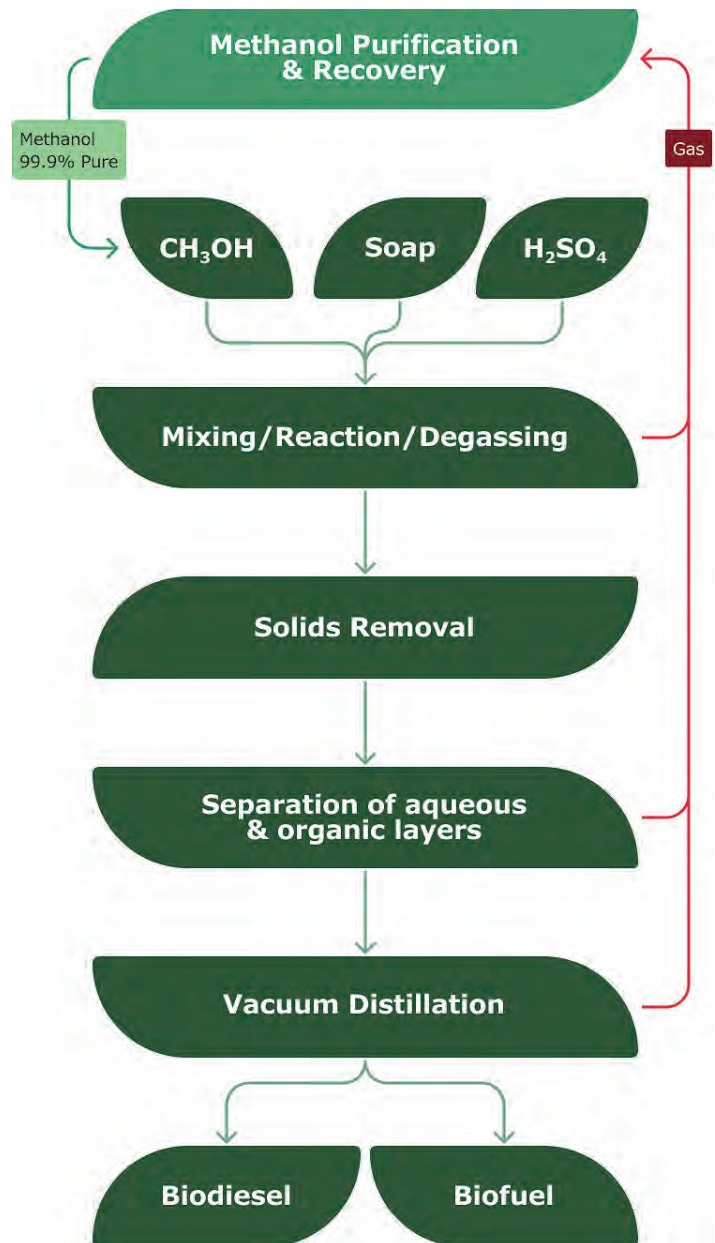 Methanol Purification
& Recovery
Methanol
99.9% Pure
Gas
CH₃OH
Soap
H₂SO₄
Mixing/Reaction/Degassing
Solids Removal
Separation of aqueous
& organic layers
Vacuum Distillation
Biodiesel
Biofuel